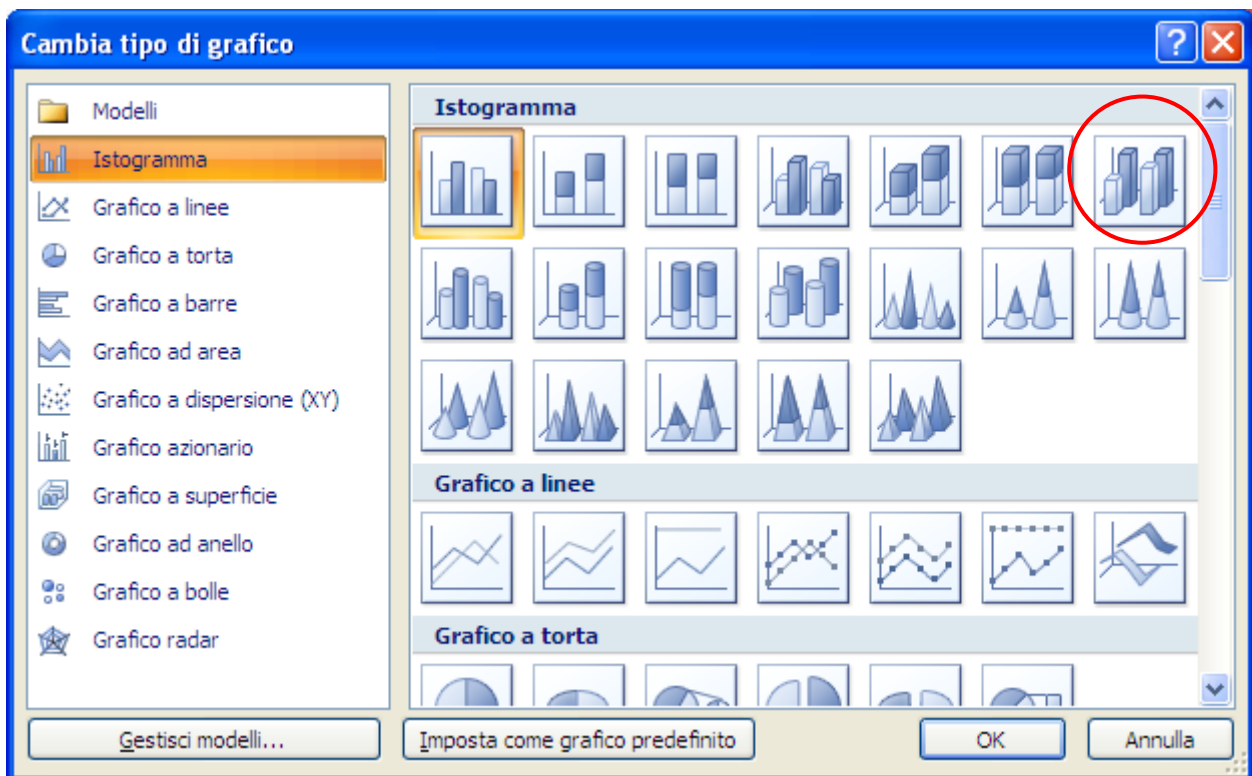 Cambia tipo di grafico
Modelli
Istogramma
Grafico a linee
Grafico a torta
Grafico a barre
Grafico ad area
Grafico a dispersione (XY)
Grafico azionario
Grafico a superficie
Grafico ad anello
Grafico a bolle
Grafico radar
Istogramma
Grafico a linee
Grafico a torta
Gestisci modelli...
Imposta come grafico predefinito
OK
Annulla